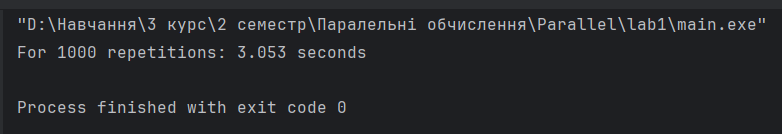 "D:\Навчання\3 курс\2 семестр\Паралельні обчислення\Parallel\lab1\main.exe"
For 1000 repetitions: 3.053 seconds
Process finished with exit code 0